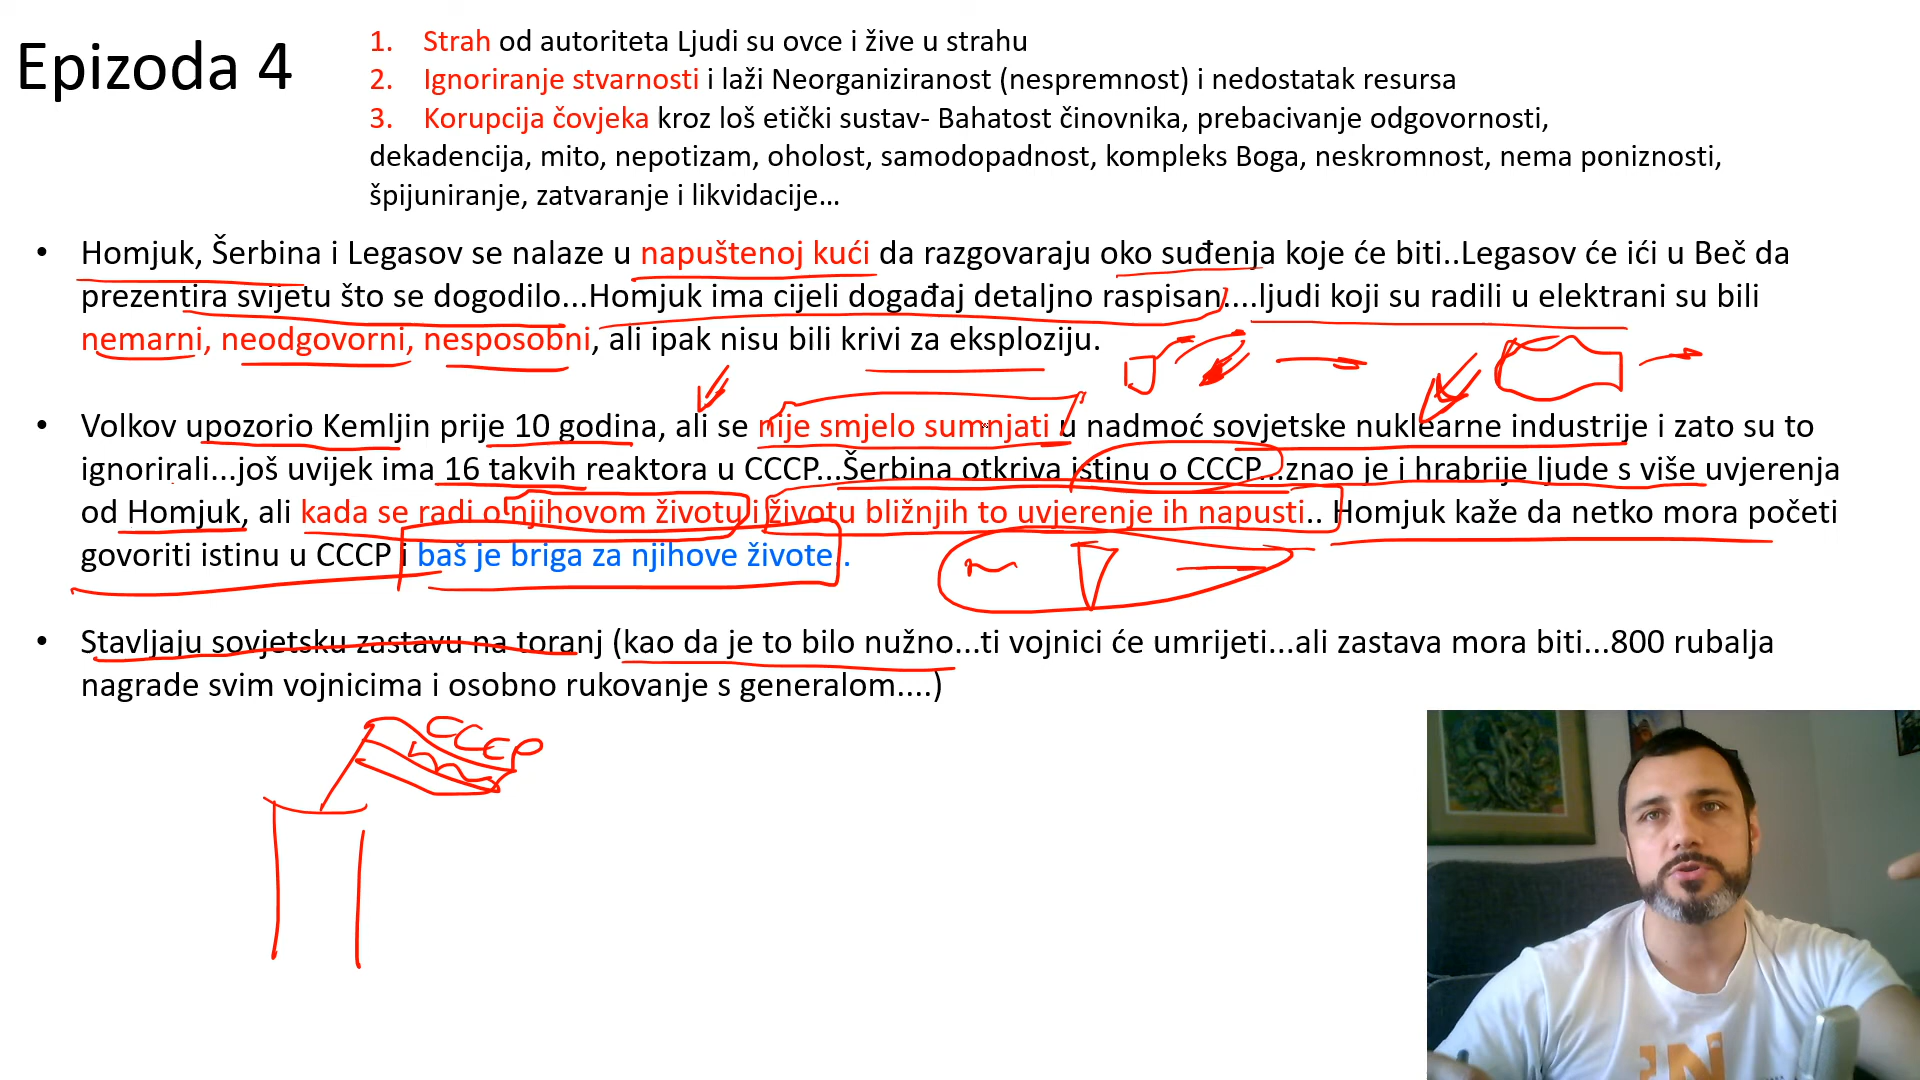 Epizoda 4
1. Strah od autoriteta Ljudi su ovce i žive u strahu
2. Ignoriranje stvarnosti i laži Neorganiziranost (nespremnost) i nedostatak resursa
3. Korupcija čovjeka kroz loš etički sustav- Bahatost činovnika, prebacivanje odgovornosti,
dekadencija, mito, nepotizam, oholost, samodopadnost, kompleks Boga, neskromnost, nema poniznosti,
špijuniranje, zatvaranje i likvidacije...
• Homjuk, Šerbina i Legasov se nalaze u napuštenoj kući da razgovaraju oko suđenja koje će biti..Legasov će ići u Beč da
prezentira svijetu što se dogodilo...Homjuk ima cijeli događaj detaljno raspisan....ljudi koji su radili u elektrani su bili
nemarni, neodgovorni, nesposobni, ali ipak nisu bili krivi za eksploziju.
• Volkov upozorio Kemljin prije 10 godina, ali se nije smjelo sumnjati u nadmoć sovjetske nuklearne industrije i zato su to
ignorirali...još uvijek ima 16 takvih reaktora u CCCP...Šerbina otkriva istinu o CCCP...znao je i hrabrije ljude s više uvjerenja
od Homjuk, ali kada se radi o njihovom životu i životu bližnjih to uvjerenje ih napusti.. Homjuk kaže da netko mora početi
govoriti istinu u CCCP i baš je briga za njihove živote..
• Stavljaju sovjetsku zastavu na toranj (kao da je to bilo nužno...ti vojnici će umrijeti...ali zastava mora biti...800 rubalja
nagrade svim vojnicima i osobno rukovanje s generalom....)
CCCP